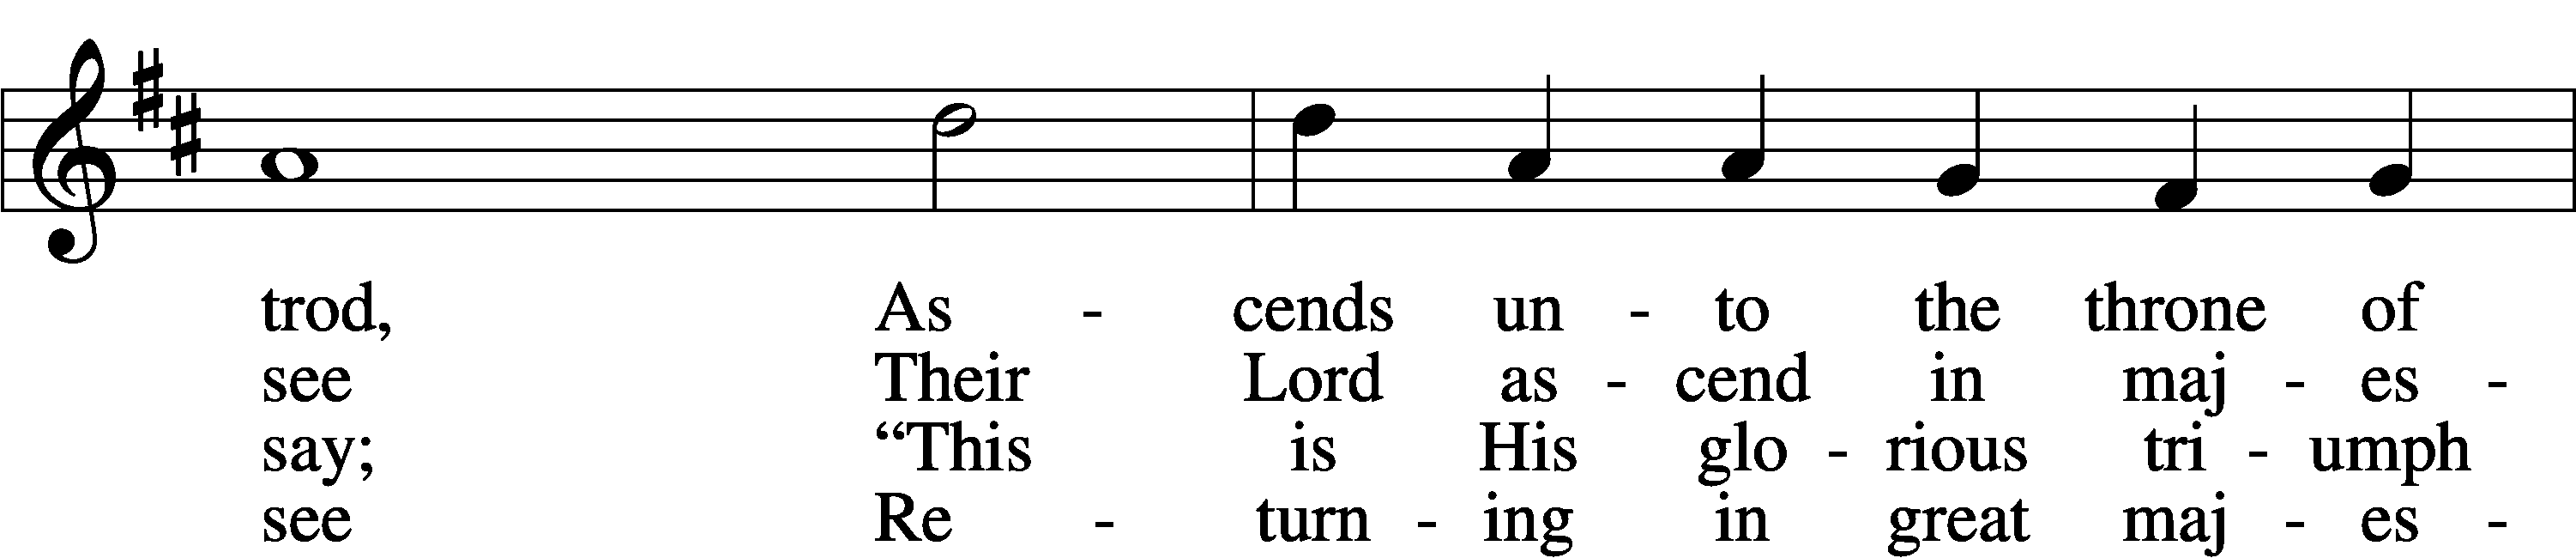 trod, As - cends un - to the throne of
see Their Lord as - cend in maj - es -
say; “This is His glo - rious tri - umph
see Re - turn - ing in great maj - es -